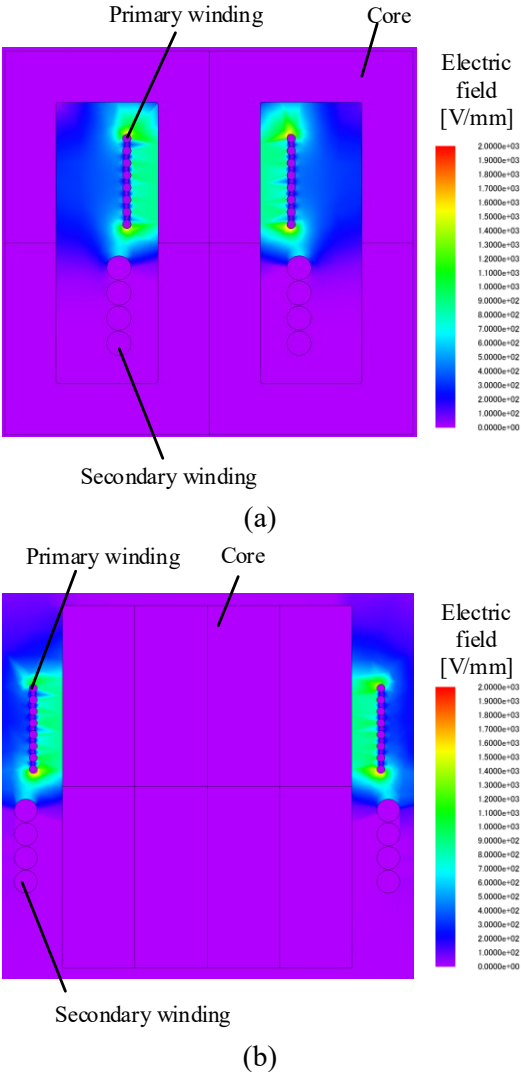 Primary winding
Core
Electric
field
[V/mm]
2.0000e+03
1.9000e+03
1.8000e+03
1.7000e+03
1.6000e+03
1.5000e+03
1.4000e+03
1.3000e+03
1.2000e+03
1.1000e+03
1.0000e+03
9.0000e+02
8.0000e+02
7.0000e+02
6.0000e+02
5.0000e+02
4.0000e+02
3.0000e+02
2.0000e+02
1.0000e+02
0.0000e+00
Secondary winding
(a)
Primary winding
Core
Electric
field
[V/mm]
2.0000e+03
1.9000e+03
1.8000e+03
1.7000e+03
1.6000e+03
1.5000e+03
1.4000e+03
1.3000e+03
1.2000e+03
1.1000e+03
1.0000e+03
9.0000e+02
8.0000e+02
7.0000e+02
6.0000e+02
5.0000e+02
4.0000e+02
3.0000e+02
2.0000e+02
1.0000e+02
0.0000e+00
Secondary winding
(b)